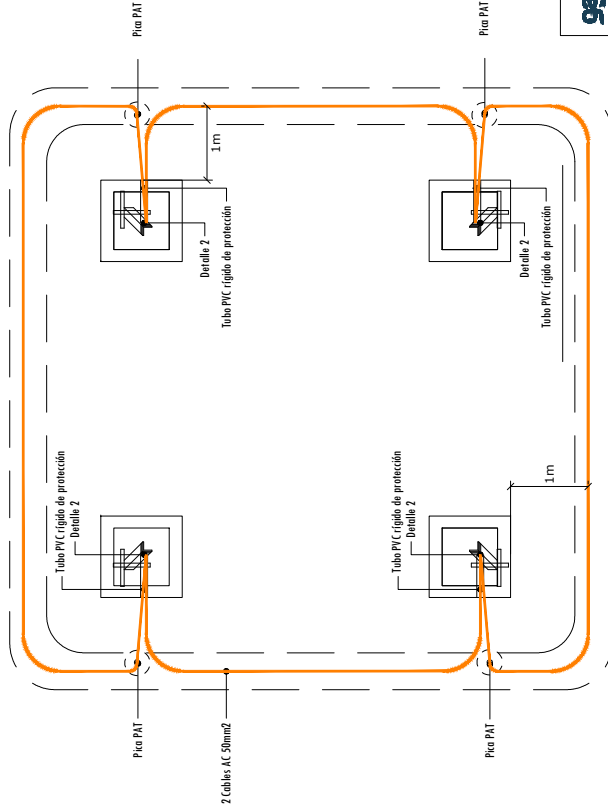 Pica PAT
Pica PAT
1m
Detalle 2
Tubo PVC rígido de protección
Detalle 2
Tubo PVC rígido de protección
Tubo PVC rígido de protección
Detalle 2
Tubo PVC rígido de protección
Detalle 2
1m
Pica PAT
2 Cables AC 50mm2
Pica PAT